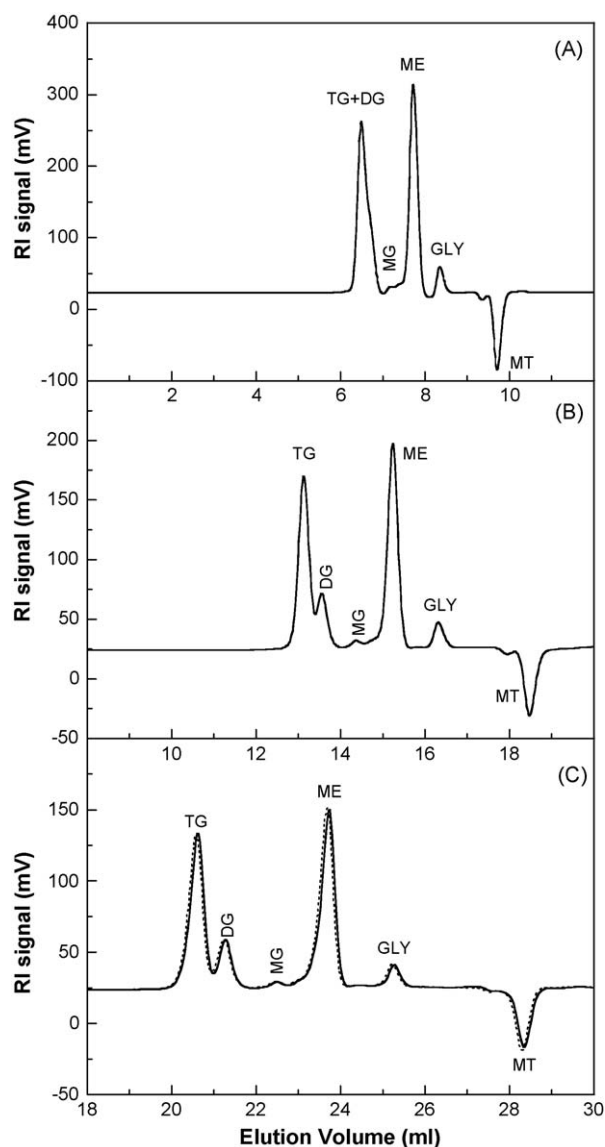 400
(A)
ME
TG+DG
300
200
RI signal (mV)
100
MG
GLY
0
MT
-100
2 4 6 8 10
(B)
200
TG
ME
150
RI signal (mV)
100
DG
50
MG
GLY
0
MT
-50
10 12 14 16 18
(C)
ME
150
TG
RI signal (mV)
100
DG
50
MG
GLY
0
MT
-50
18 20 22 24 26 28 30
Elution Volume (ml)